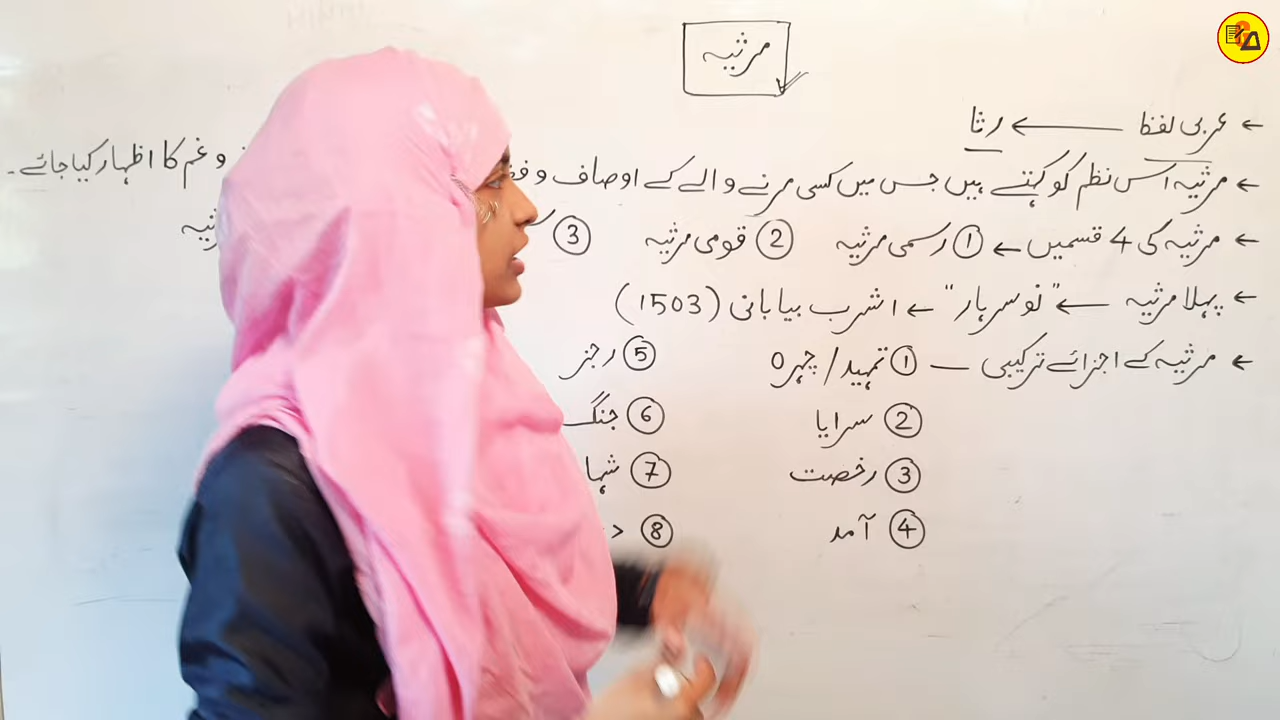 مرثیہ
← عربی لفظ ← رثا
← مرثیہ اس نظم کو کہتے ہیں جس میں کسی مرنے والے کے اوصاف و و غم کا اظہار کیا جائے۔
← مرثیہ کی 4 قسمیں ← ① رسمی مرثیہ ② قومی مرثیہ ③
← پہلا مرثیہ ← "نوسرہار" ← اشرب بیابانی (1503)
← مرثیہ کے اجزائے ترکیبی — ① تمہید/چہرہ ⑤ رجز
② سراپا ⑥ جنگ
③ رخصت ⑦
④ آمد ⑧